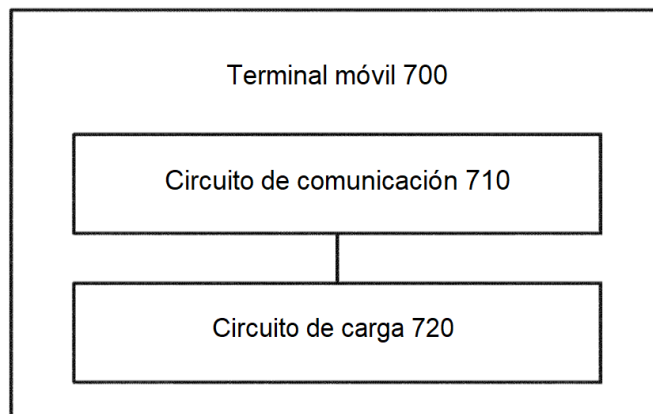 Terminal móvil 700
Circuito de comunicación 710
Circuito de carga 720